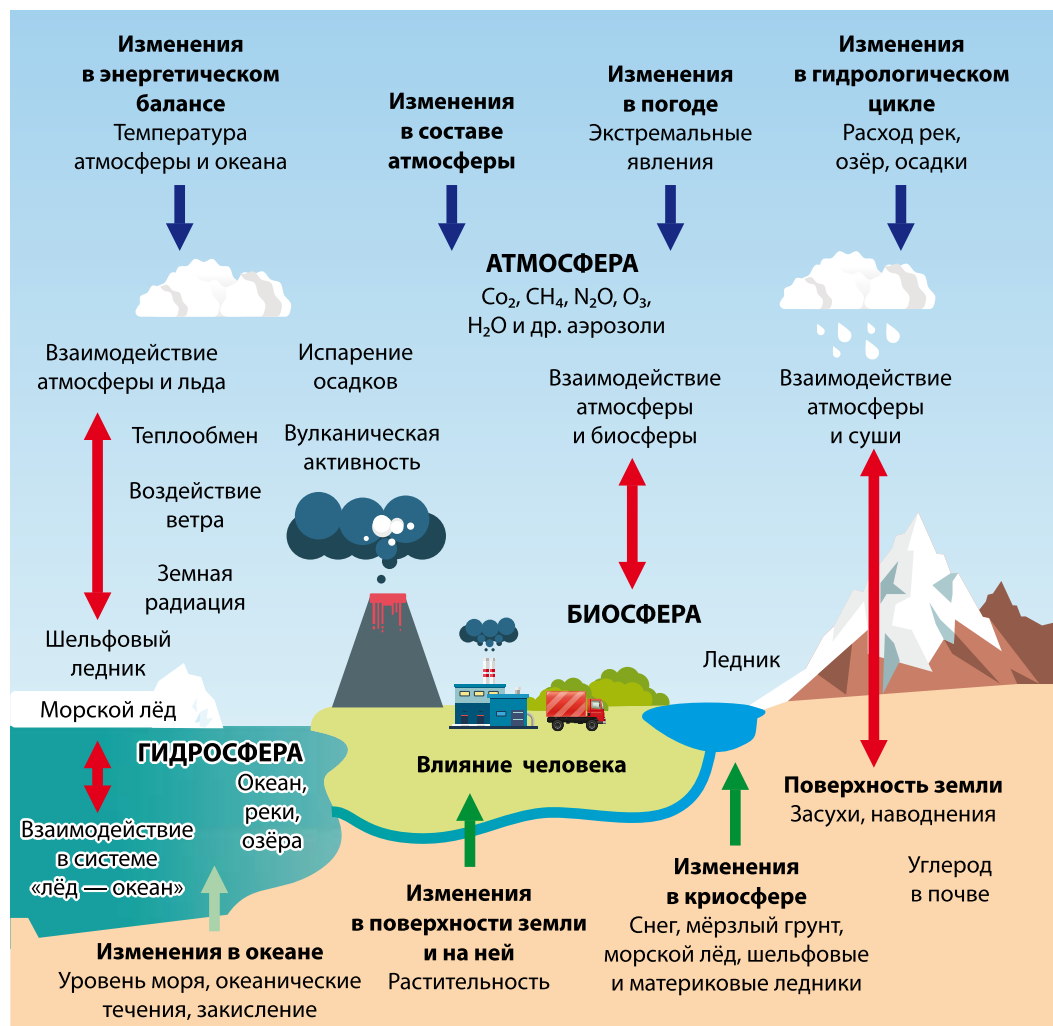 Изменения
в энергетическом
балансе
Температура
атмосферы и океана
Изменения
в составе
атмосферы
Изменения
в погоде
Экстремальные
явления
Изменения
в гидрологическом
цикле
Расход рек,
озёр, осадки
АТМОСФЕРА
Co₂, CH₄, N₂O, O₃,
H₂O и др. аэрозоли
Взаимодействие
атмосферы и льда
Испарение
осадков
Взаимодействие
атмосферы
и биосферы
Взаимодействие
атмосферы
и суши
Теплообмен
Вулканическая
активность
Воздействие
ветра
Земная
радиация
БИОСФЕРА
Шельфовый
ледник
Ледник
Морской лёд
ГИДРОСФЕРА
Океан,
реки,
озёра
Влияние человека
Поверхность земли
Засухи, наводнения
Взаимодействие
в системе
«лёд — океан»
Углерод
в почве
Изменения в океане
Уровень моря, океанические
течения, закисление
Изменения
в поверхности земли
и на ней
Растительность
Изменения
в криосфере
Снег, мёрзлый грунт,
морской лёд, шельфовые
и материковые ледники